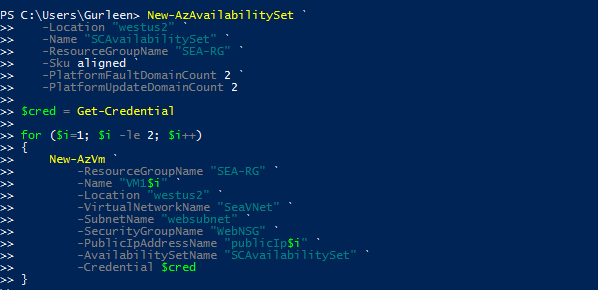 PS C:\Users\Gurleen> New-AzAvailabilitySet `
>>    -Location "westus2" `
>>    -Name "SCAvailabilitySet" `
>>    -ResourceGroupName "SEA-RG" `
>>    -Sku aligned `
>>    -PlatformFaultDomainCount 2 `
>>    -PlatformUpdateDomainCount 2
>>
>> $cred = Get-Credential
>>
>> for ($i=1; $i -le 2; $i++)
>> {
>>     New-AzVm `
>>         -ResourceGroupName "SEA-RG" `
>>         -Name "VM1$i" `
>>         -Location "westus2" `
>>         -VirtualNetworkName "SeaVNet" `
>>         -SubnetName "websubnet" `
>>         -SecurityGroupName "WebNSG" `
>>         -PublicIpAddressName "publicIp$i" `
>>         -AvailabilitySetName "SCAvailabilitySet" `
>>         -Credential $cred
>> }